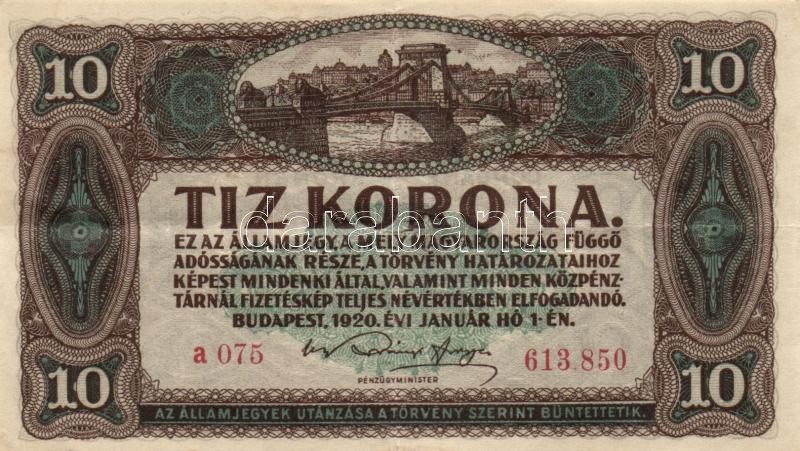 10 10
TIZ KORONA.
darabanth
EZ AZ ÁLLAMJEGY, A MELY MAGYARORSZÁG FÜGGŐ
ADÓSSÁGÁNAK RÉSZE, A TÖRVÉNY HATÁROZATAIHOZ
KÉPEST MINDENKI ÁLTAL, VALAMINT MINDEN KÖZPÉNZ-
TÁRNÁL FIZETÉSKÉP TELJES NÉVÉRTÉKBEN ELFOGADANDÓ.
BUDAPEST, 1920. ÉVI JANUÁR HÓ 1-ÉN.
a 075 613.850
PÉNZÜGYMINISTER
10 10
AZ ÁLLAMJEGYEK UTÁNZÁSA A TÖRVÉNY SZERINT BÜNTETTETIK.